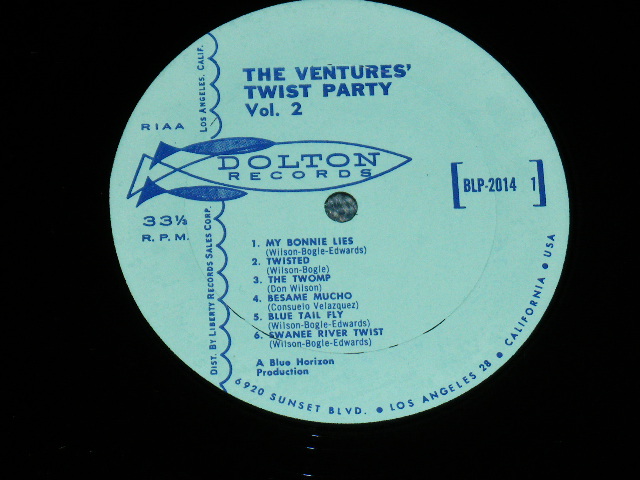 THE VENTURES'
TWIST PARTY
Vol. 2
RIAA
LOS ANGELES, CALIF.
DOLTON
RECORDS
BLP-2014 1
33⅓
R.P.M.
DIST. BY LIBERTY RECORDS SALES CORP.
1. MY BONNIE LIES
(Wilson-Bogle-Edwards)
2. TWISTED
(Wilson-Bogle)
3. THE TWOMP
(Don Wilson)
4. BESAME MUCHO
(Consuelo Velazquez)
5. BLUE TAIL FLY
(Wilson-Bogle-Edwards)
6. SWANEE RIVER TWIST
(Wilson-Bogle-Edwards)
A Blue Horizon
Production
6920 SUNSET BLVD. • LOS ANGELES 28 • CALIFORNIA • USA